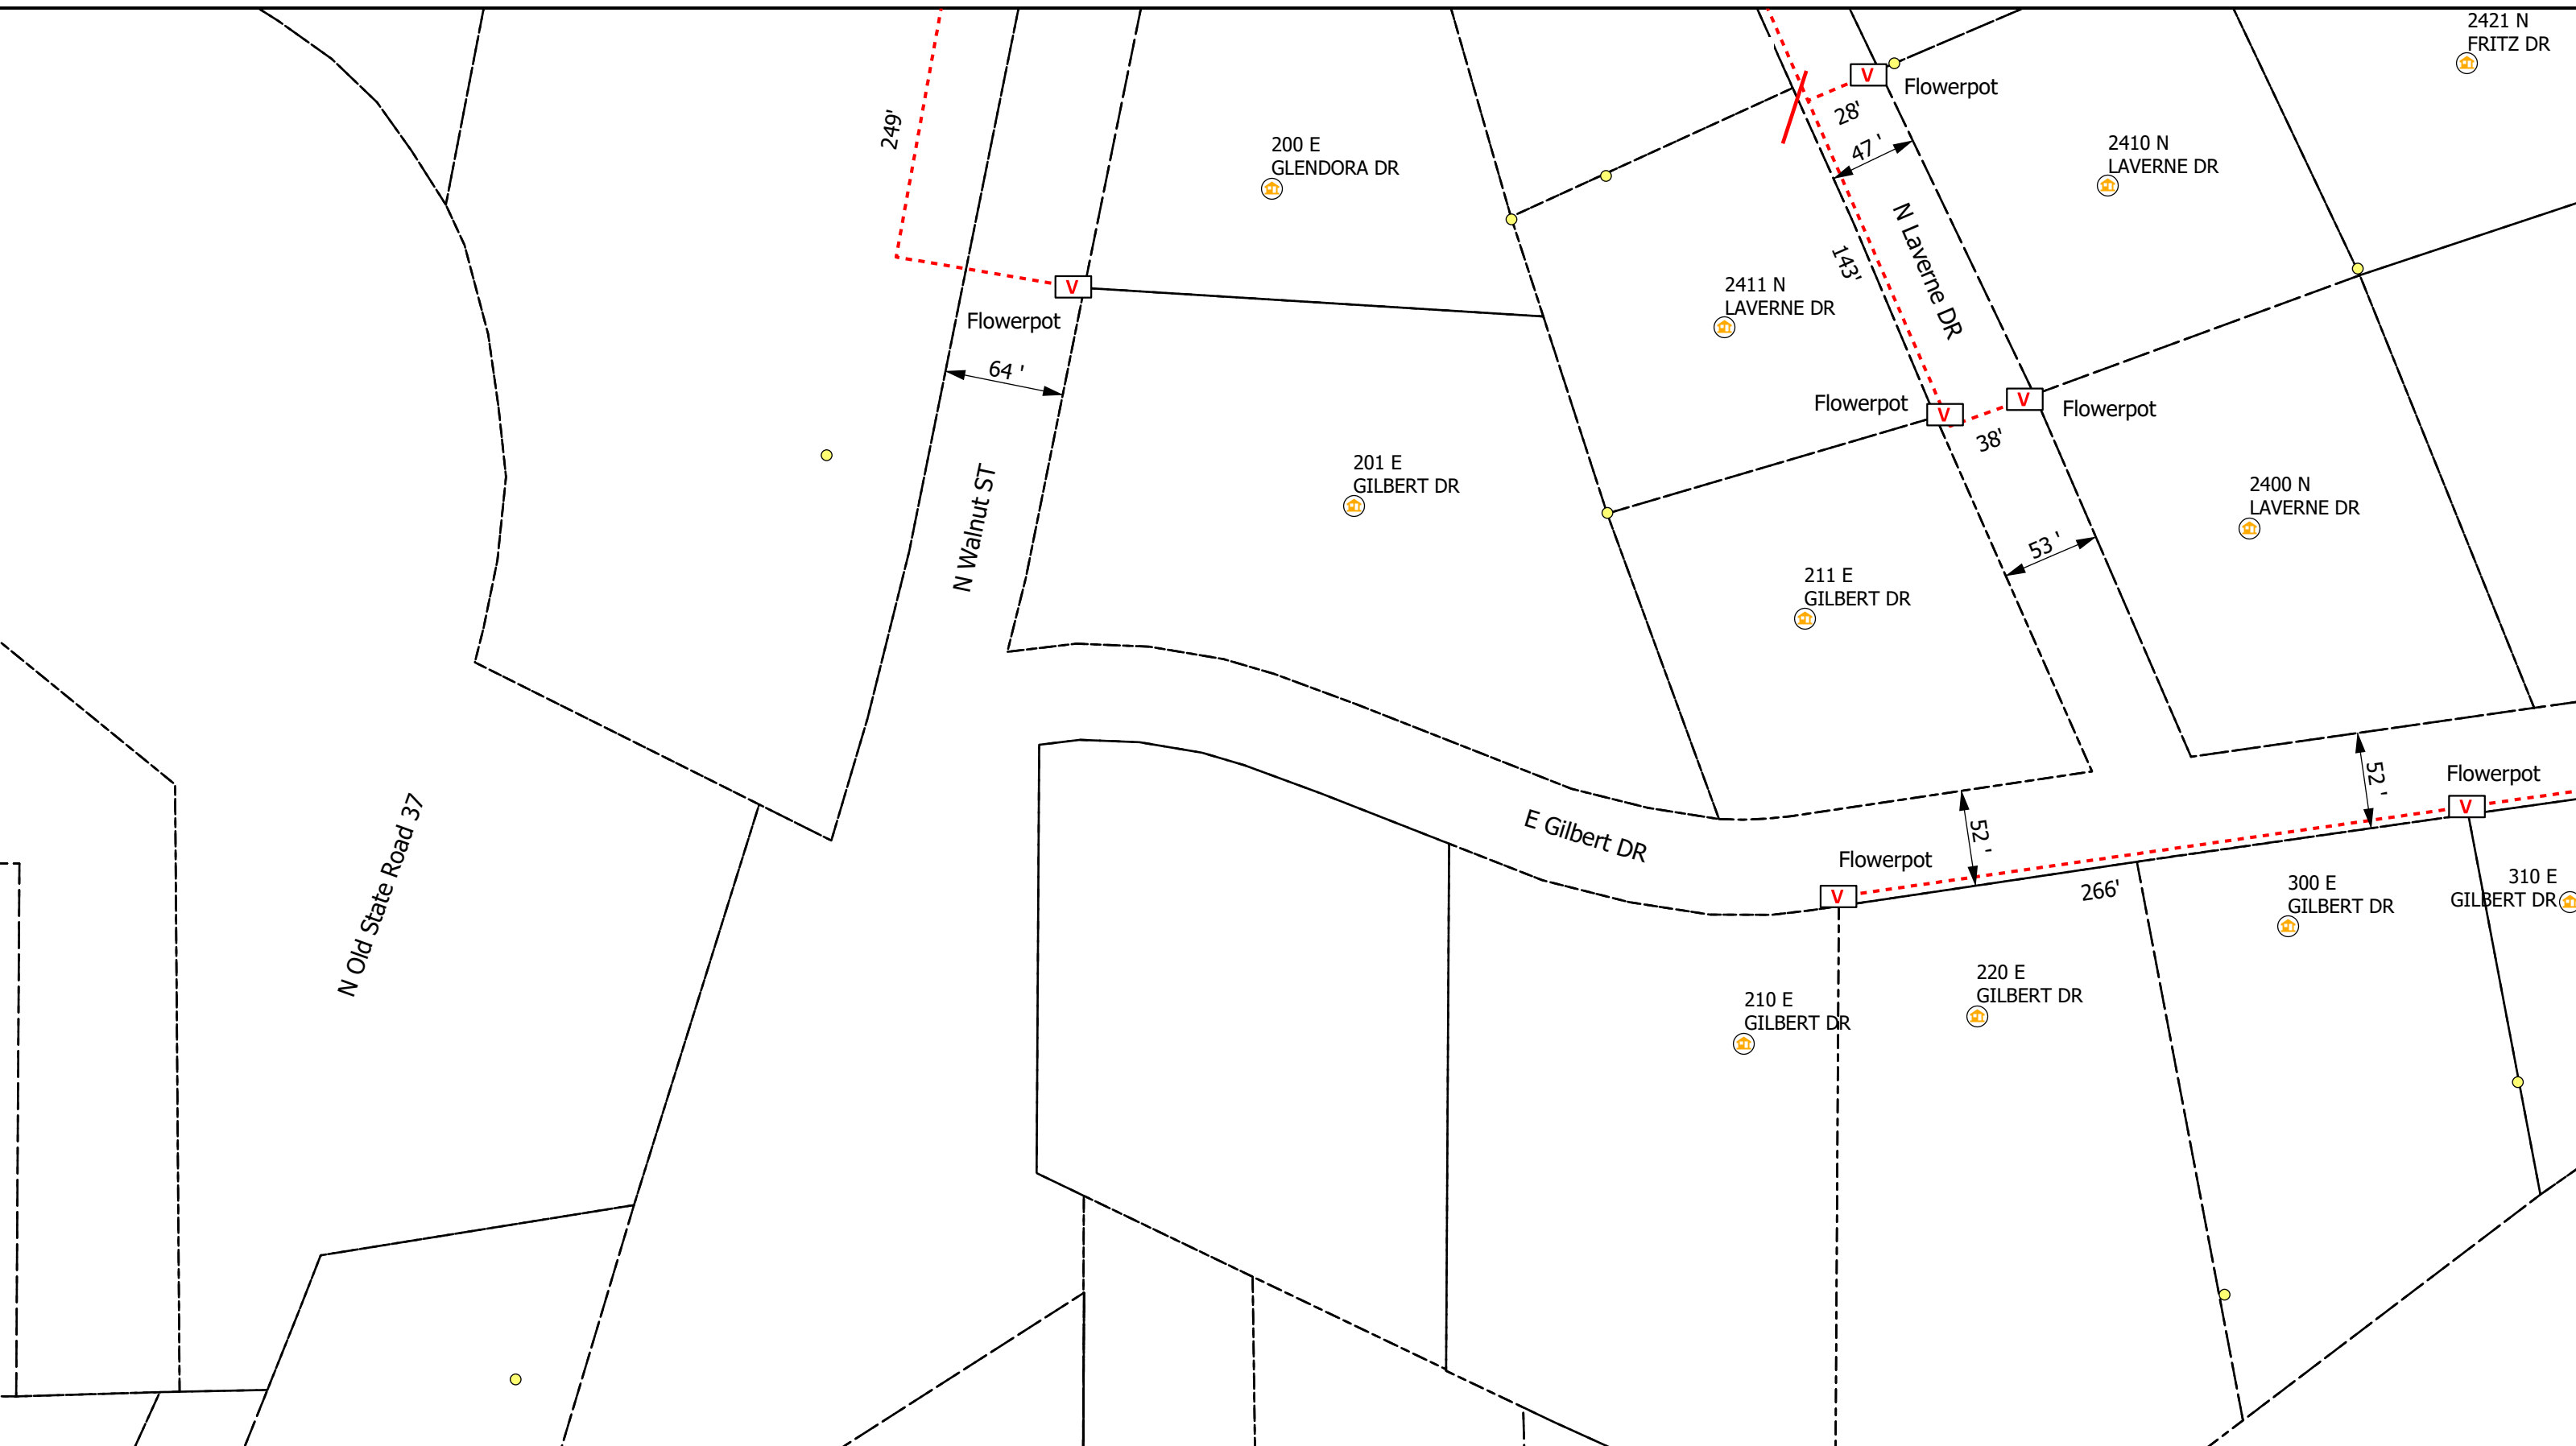 2421 N
FRITZ DR
V
Flowerpot
28'
249'
200 E
GLENDORA DR
47 '
2410 N
LAVERNE DR
N Laverne DR
143'
V
Flowerpot
2411 N
LAVERNE DR
64 '
Flowerpot
V
V
Flowerpot
38'
201 E
GILBERT DR
N Walnut ST
2400 N
LAVERNE DR
53 '
211 E
GILBERT DR
N Old State Road 37
E Gilbert DR
52 '
52 '
Flowerpot
V
Flowerpot
V
266'
300 E
GILBERT DR
310 E
GILBERT DR
220 E
GILBERT DR
210 E
GILBERT DR